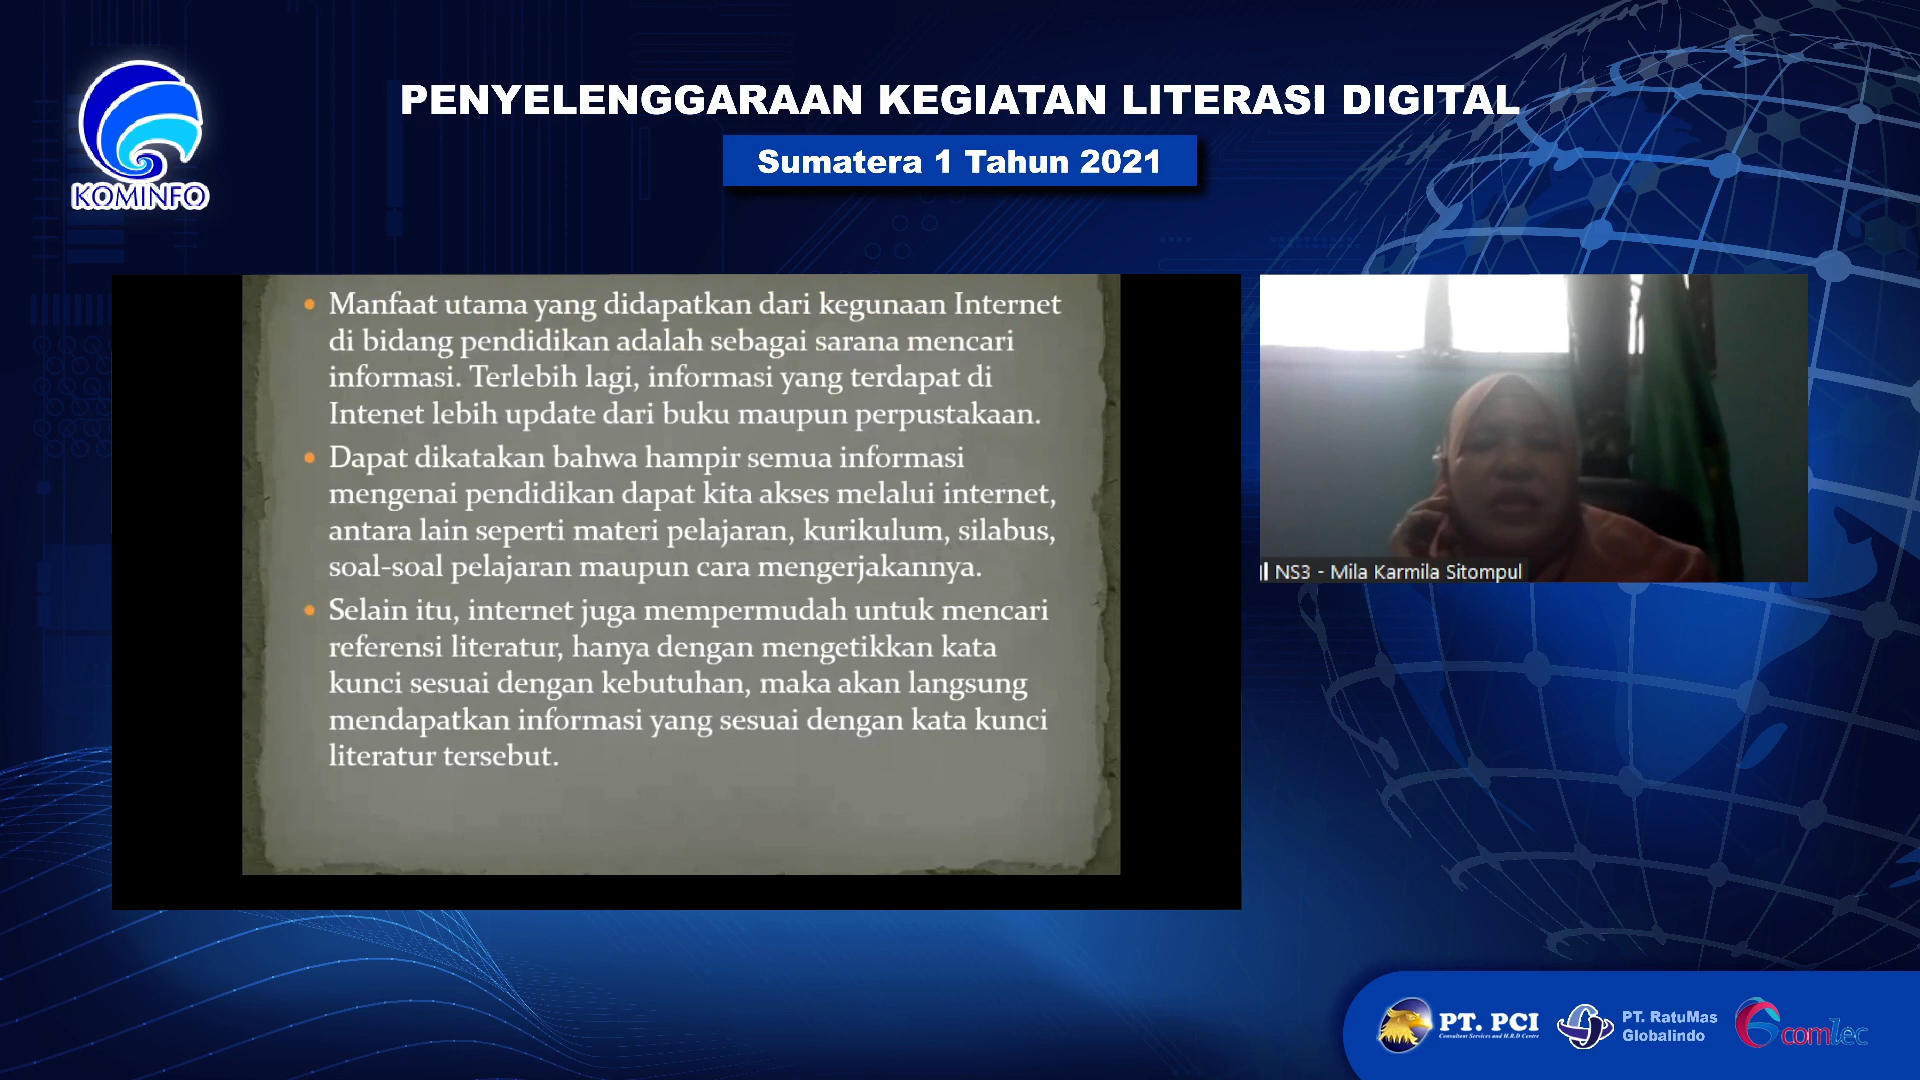 PENYELENGGARAAN KEGIATAN LITERASI DIGITAL
Sumatera 1 Tahun 2021
KOMINFO
• Manfaat utama yang didapatkan dari kegunaan Internet
di bidang pendidikan adalah sebagai sarana mencari
informasi. Terlebih lagi, informasi yang terdapat di
Intenet lebih update dari buku maupun perpustakaan.
• Dapat dikatakan bahwa hampir semua informasi
mengenai pendidikan dapat kita akses melalui internet,
antara lain seperti materi pelajaran, kurikulum, silabus,
soal-soal pelajaran maupun cara mengerjakannya.
• Selain itu, internet juga mempermudah untuk mencari
referensi literatur, hanya dengan mengetikkan kata
kunci sesuai dengan kebutuhan, maka akan langsung
mendapatkan informasi yang sesuai dengan kata kunci
literatur tersebut.
NS3 - Mila Karmila Sitompul
PT. PCI
Consultant Services and H.R.D Centre
PT. RatuMas
Globalindo
comtec